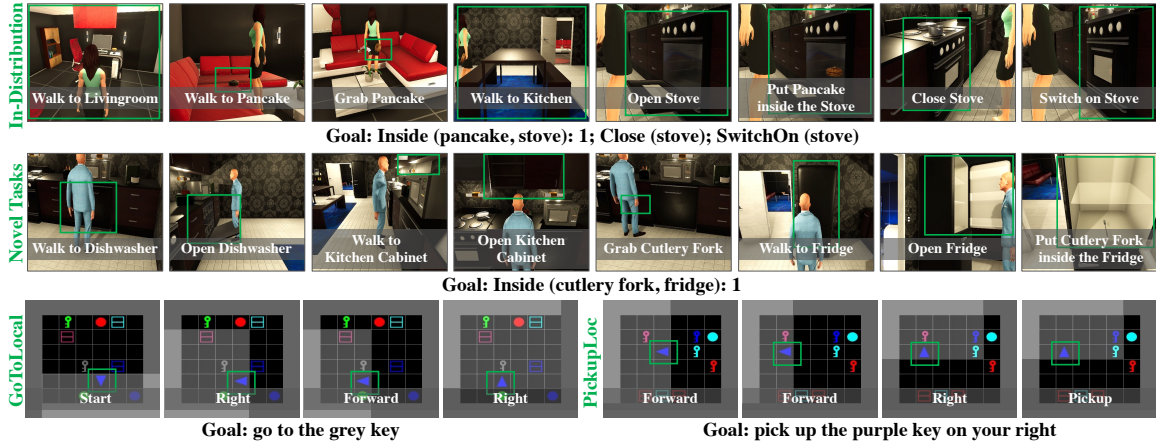 In-Distribution
Walk to Livingroom
Walk to Pancake
Grab Pancake
Walk to Kitchen
Open Stove
Put Pancake
inside the Stove
Close Stove
Switch on Stove
Goal: Inside (pancake, stove): 1; Close (stove); SwitchOn (stove)
Novel Tasks
Walk to Dishwasher
Open Dishwasher
Walk to
Kitchen Cabinet
Open Kitchen
Cabinet
Grab Cutlery Fork
Walk to Fridge
Open Fridge
Put Cutlery Fork
inside the Fridge
Goal: Inside (cutlery fork, fridge): 1
GoToLocal
Start
Right
Forward
Right
Goal: go to the grey key
PickupLoc
Forward
Forward
Right
Pickup
Goal: pick up the purple key on your right